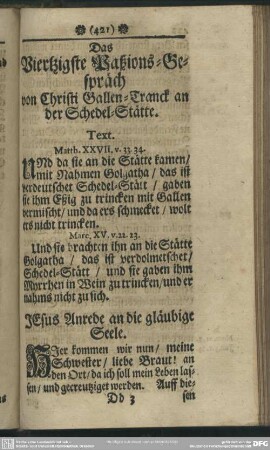 (421)
Das
Viertzigste Paßions-Ge-
spräch
von Christi Gallen-Tranck an
der Schedel-Stätte.
Text.
Matth. XXVII. v. 33. 34.
UNd da sie an die Stätte kamen/
mit Nahmen Golgatha/ das ist
verdeutschet Schedel-Stätt/ gaben
sie ihm Eßig zu trincken mit Gallen
vermischt/ und da ers schmecket/ wolt
ers nicht trincken.
Marc. XV. v. 22. 23.
Und sie brachten ihn an die Stätte
Golgatha/ das ist verdolmetschet/
Schedel-Stätt/ und sie gaben ihm
Myrrhen in Wein zu trincken/ und er
nahms nicht zu sich.
JEsus Anrede an die gläubige
Seele.
HJer kommen wir nun/ meine
Schwester/ liebe Braut! an
den Ort/ da ich soll mein Leben las-
sen/ und gecreutziget werden. Auff die-
Dd 3
sen